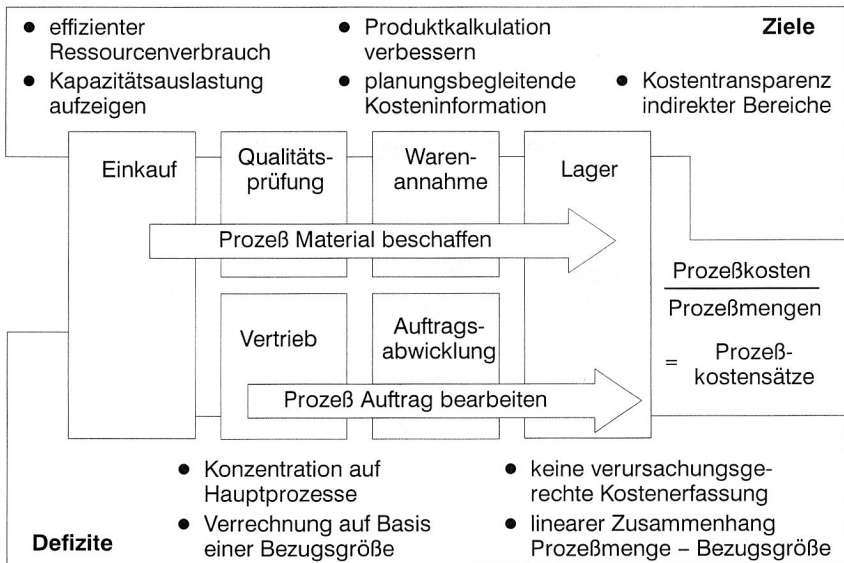 ● effizienter
Ressourcenverbrauch
● Kapazitätsauslastung
aufzeigen
● Produktkalkulation
verbessern
● planungsbegleitende
Kosteninformation
Ziele
● Kostentransparenz
indirekter Bereiche
Einkauf
Qualitäts-
prüfung
Waren-
annahme
Lager
Prozeß Material beschaffen
Vertrieb
Auftrags-
abwicklung
Prozeß Auftrag bearbeiten
Prozeßkosten
Prozeßmengen
= Prozeß-
kostensätze
● Konzentration auf
Hauptprozesse
● Verrechnung auf Basis
einer Bezugsgröße
● keine verursachungsge-
rechte Kostenerfassung
● linearer Zusammenhang
Prozeßmenge – Bezugsgröße
Defizite